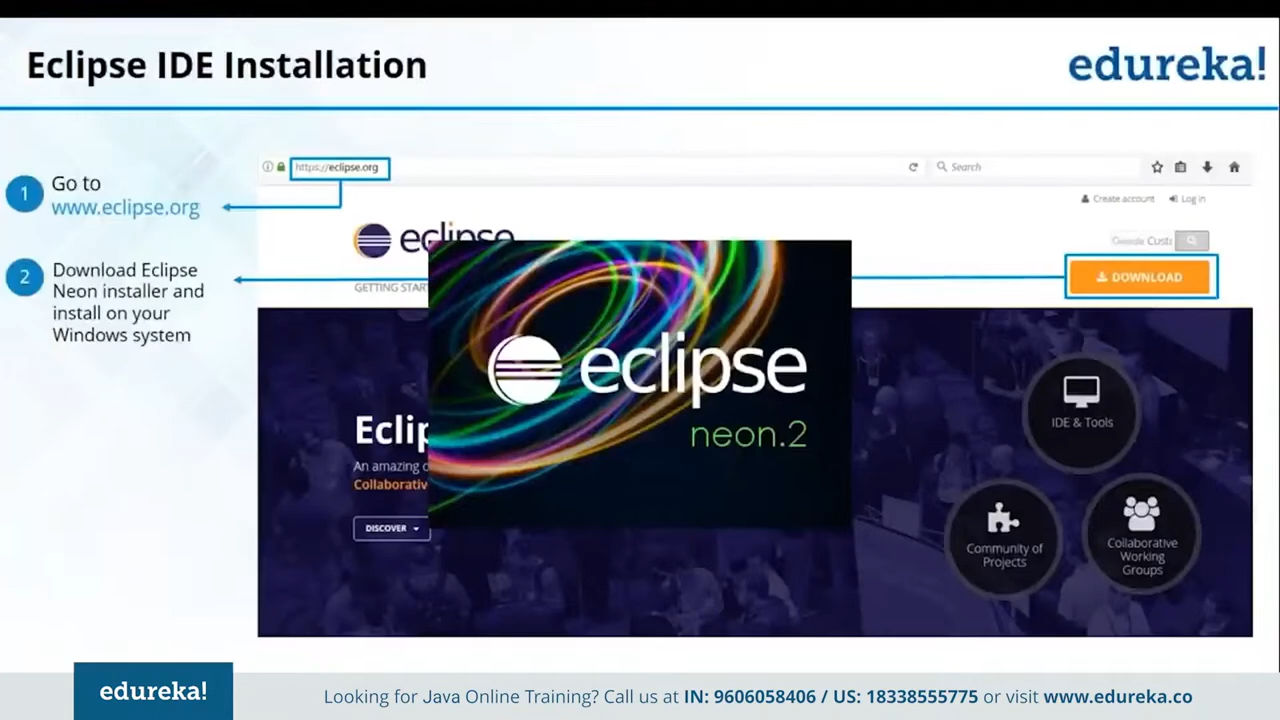 Eclipse IDE Installation
edureka!
1
Go to
www.eclipse.org
2
Download Eclipse
Neon installer and
install on your
Windows system
https://eclipse.org
Search
Create account
Log in
eclipse
DOWNLOAD
GETTING STAR
eclipse
neon.2
Eclip
An amazing
Collaborativ
DISCOVER
IDE & Tools
Community of
Projects
Collaborative
Working
Groups
edureka!
Looking for Java Online Training? Call us at IN: 9606058406 / US: 18338555775 or visit www.edureka.co